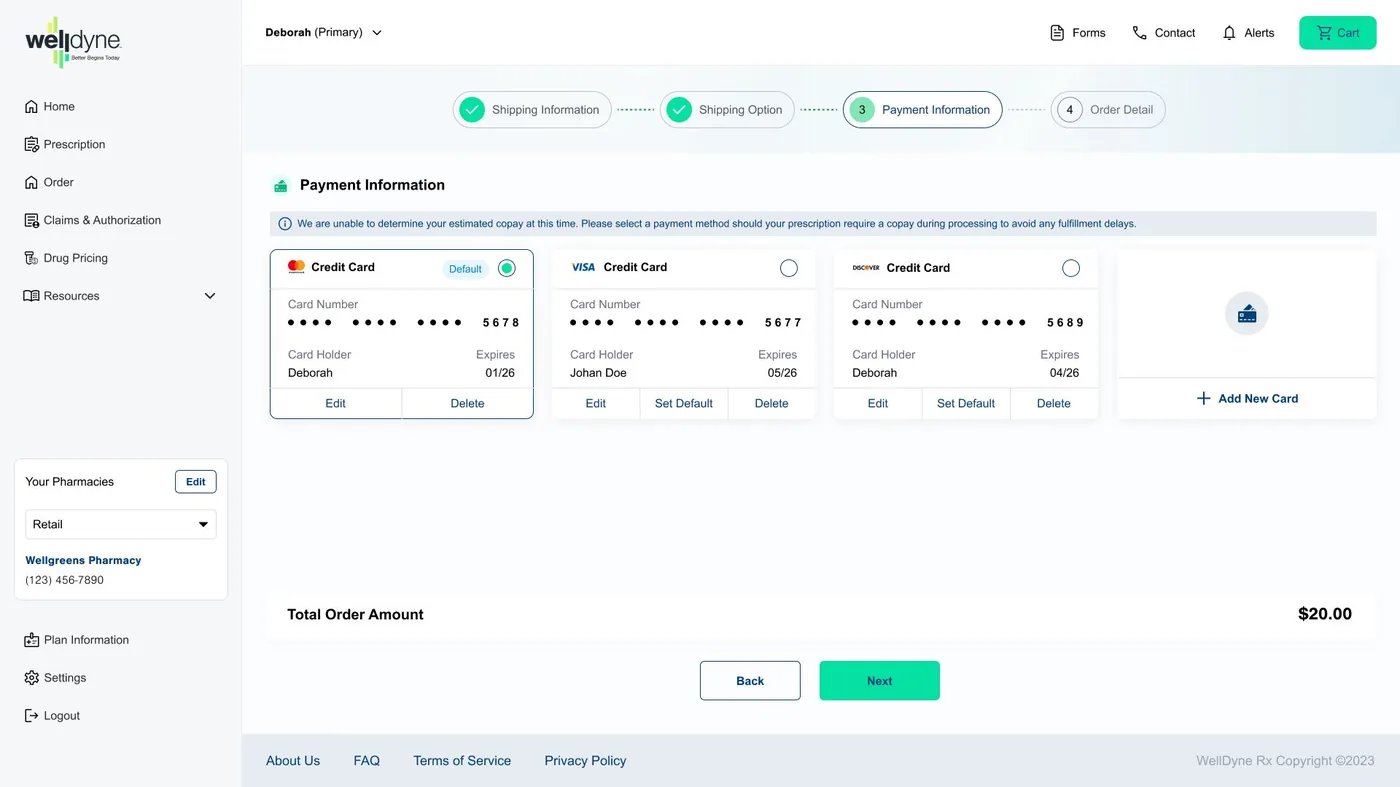 welldyne.
Better Begins Today
Home
Prescription
Order
Claims & Authorization
Drug Pricing
Resources
Your Pharmacies Edit
Retail
Wellgreens Pharmacy
(123) 456-7890
Plan Information
Settings
Logout
Deborah (Primary) Forms Contact Alerts Cart
Shipping Information Shipping Option 3 Payment Information 4 Order Detail
Payment Information
We are unable to determine your estimated copay at this time. Please select a payment method should your prescription require a copay during processing to avoid any fulfillment delays.
Credit Card Default
Card Number
•••• •••• •••• 5678
Card Holder Expires
Deborah 01/26
Edit Delete
VISA Credit Card
Card Number
•••• •••• •••• 5677
Card Holder Expires
Johan Doe 05/26
Edit Set Default Delete
DISCOVER Credit Card
Card Number
•••• •••• •••• 5689
Card Holder Expires
Deborah 04/26
Edit Set Default Delete
Add New Card
Total Order Amount $20.00
Back Next
About Us FAQ Terms of Service Privacy Policy WellDyne Rx Copyright ©2023